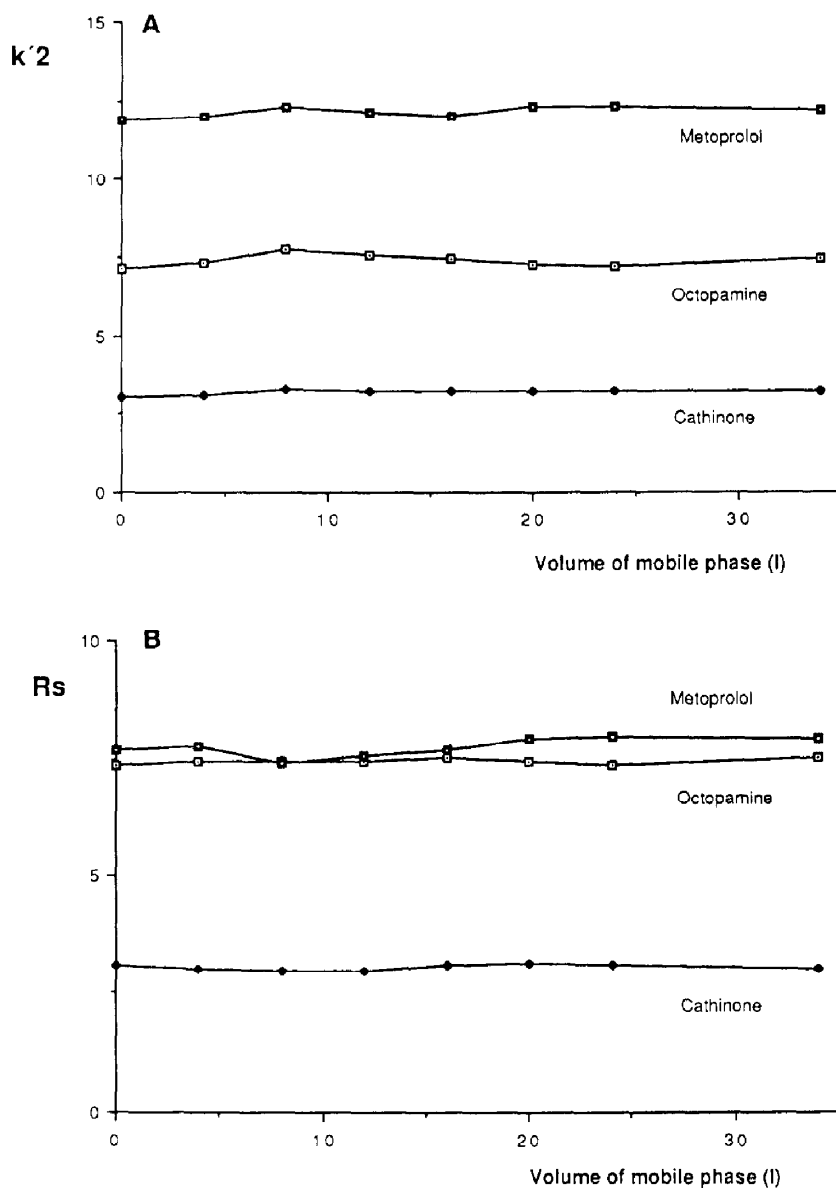 A
k´2
15
10
5
0
Metoprolol
Octopamine
Cathinone
0 10 20 30
Volume of mobile phase (l)
B
Rs
10
5
0
Metoprolol
Octopamine
Cathinone
0 10 20 30
Volume of mobile phase (l)